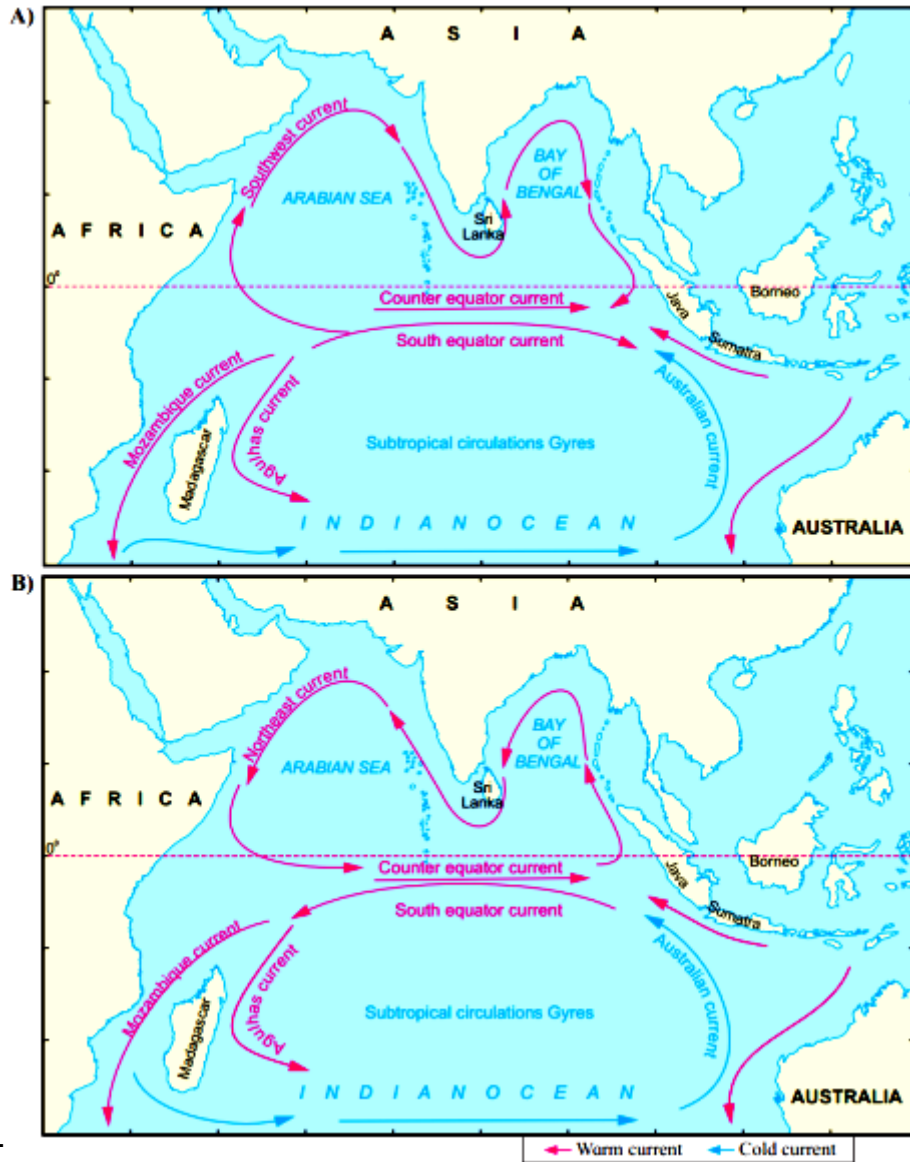 A)
A S I A
Southwest current
BAY
OF
BENGAL
ARABIAN SEA
Sri
Lanka
A F R I C A
0°
Counter equator current
Java
Borneo
South equator current
Sumatra
Mozambique current
Agulhas current
Australian current
Madagascar
Subtropical circulations Gyres
I N D I A N O C E A N
AUSTRALIA
B)
A S I A
Northeast current
BAY
OF
BENGAL
ARABIAN SEA
Sri
Lanka
A F R I C A
0°
Counter equator current
Java
Borneo
South equator current
Sumatra
Mozambique current
Agulhas current
Australian current
Madagascar
Subtropical circulations Gyres
I N D I A N O C E A N
AUSTRALIA
Warm current Cold current